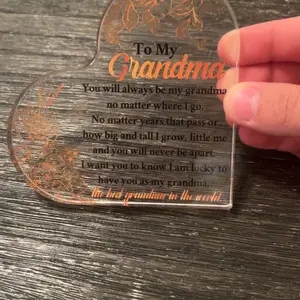 To My
Grandma
You will always be my grandma
no matter where I go.
No matter years that pass or
how big and tall I grow, little me
and you will never be apart.
I want you to know I am lucky to
have you as my grandma,
the best grandma in the world.